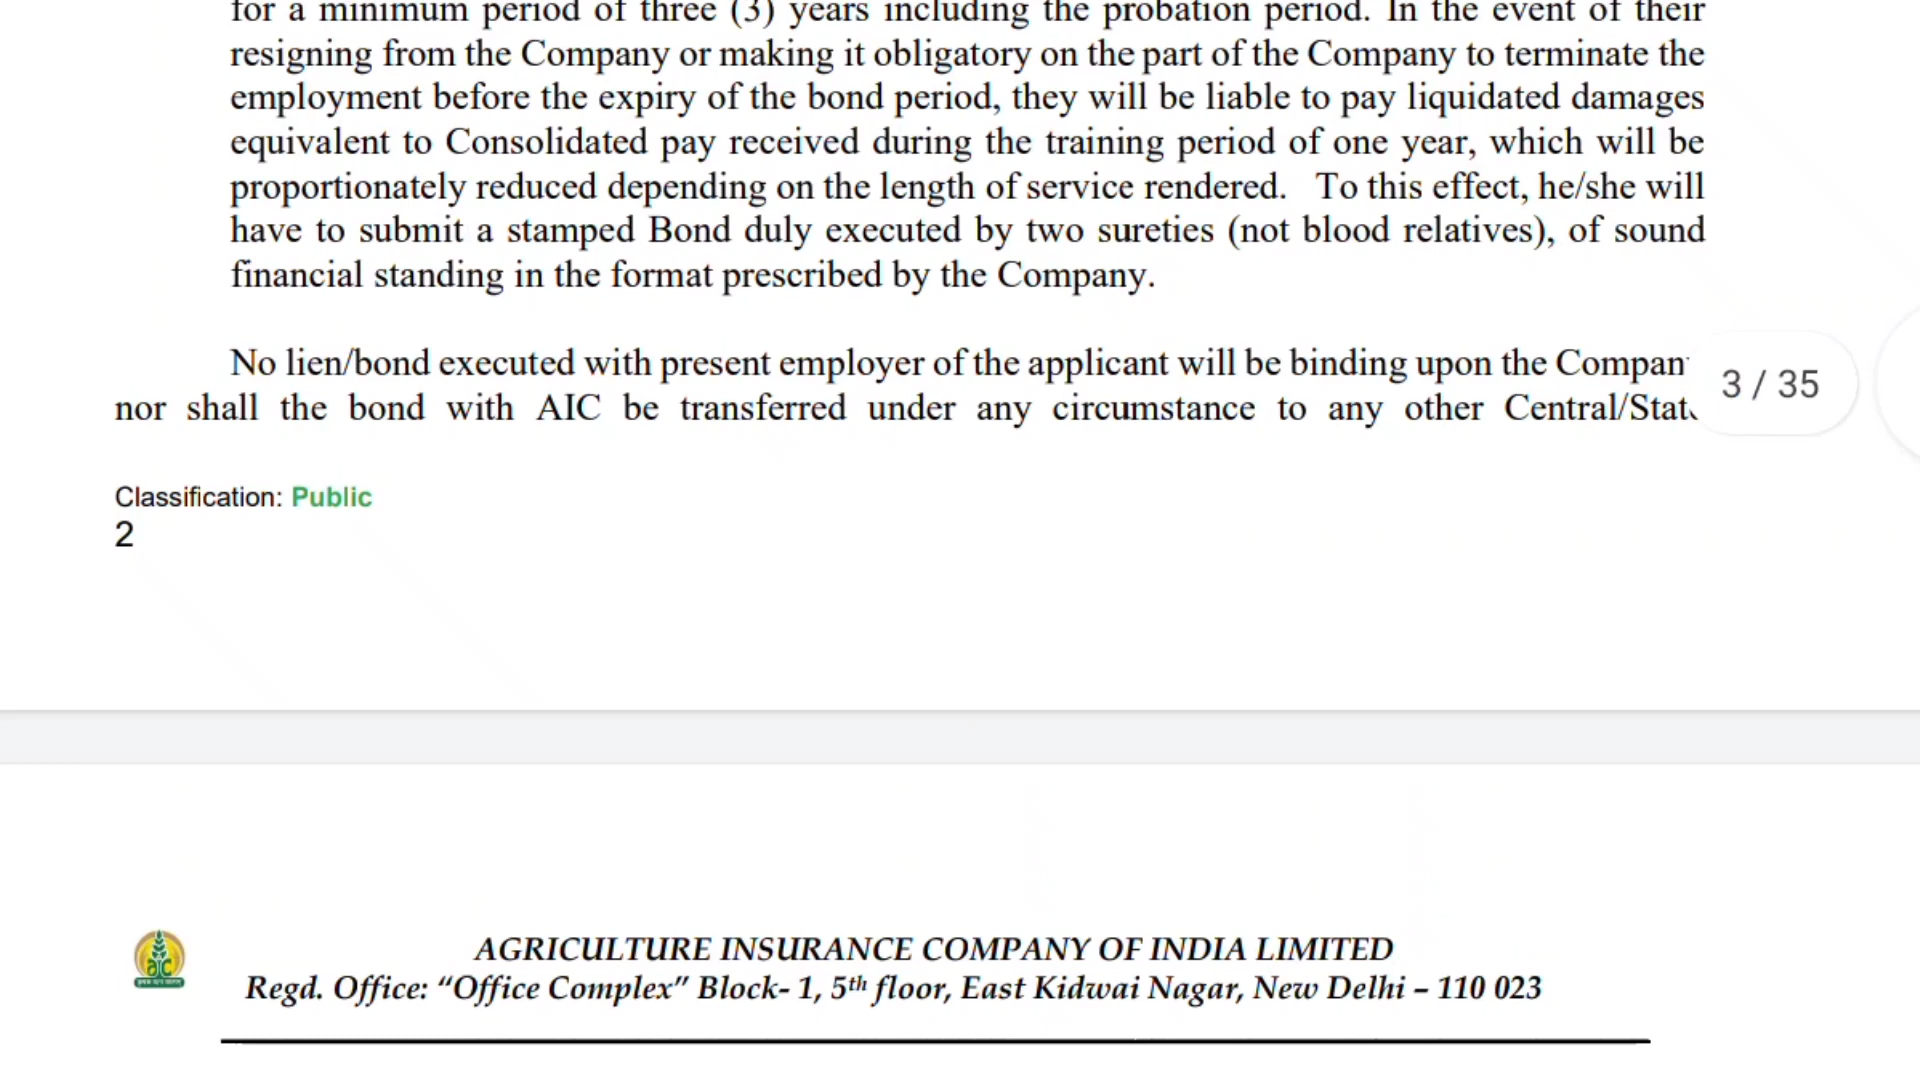 for a minimum period of three (3) years including the probation period. In the event of their
resigning from the Company or making it obligatory on the part of the Company to terminate the
employment before the expiry of the bond period, they will be liable to pay liquidated damages
equivalent to Consolidated pay received during the training period of one year, which will be
proportionately reduced depending on the length of service rendered. To this effect, he/she will
have to submit a stamped Bond duly executed by two sureties (not blood relatives), of sound
financial standing in the format prescribed by the Company.
No lien/bond executed with present employer of the applicant will be binding upon the Compan
nor shall the bond with AIC be transferred under any circumstance to any other Central/State
3 / 35
Classification: Public
2
aic
AGRICULTURE INSURANCE COMPANY OF INDIA LIMITED
Regd. Office: “Office Complex” Block- 1, 5th floor, East Kidwai Nagar, New Delhi – 110 023